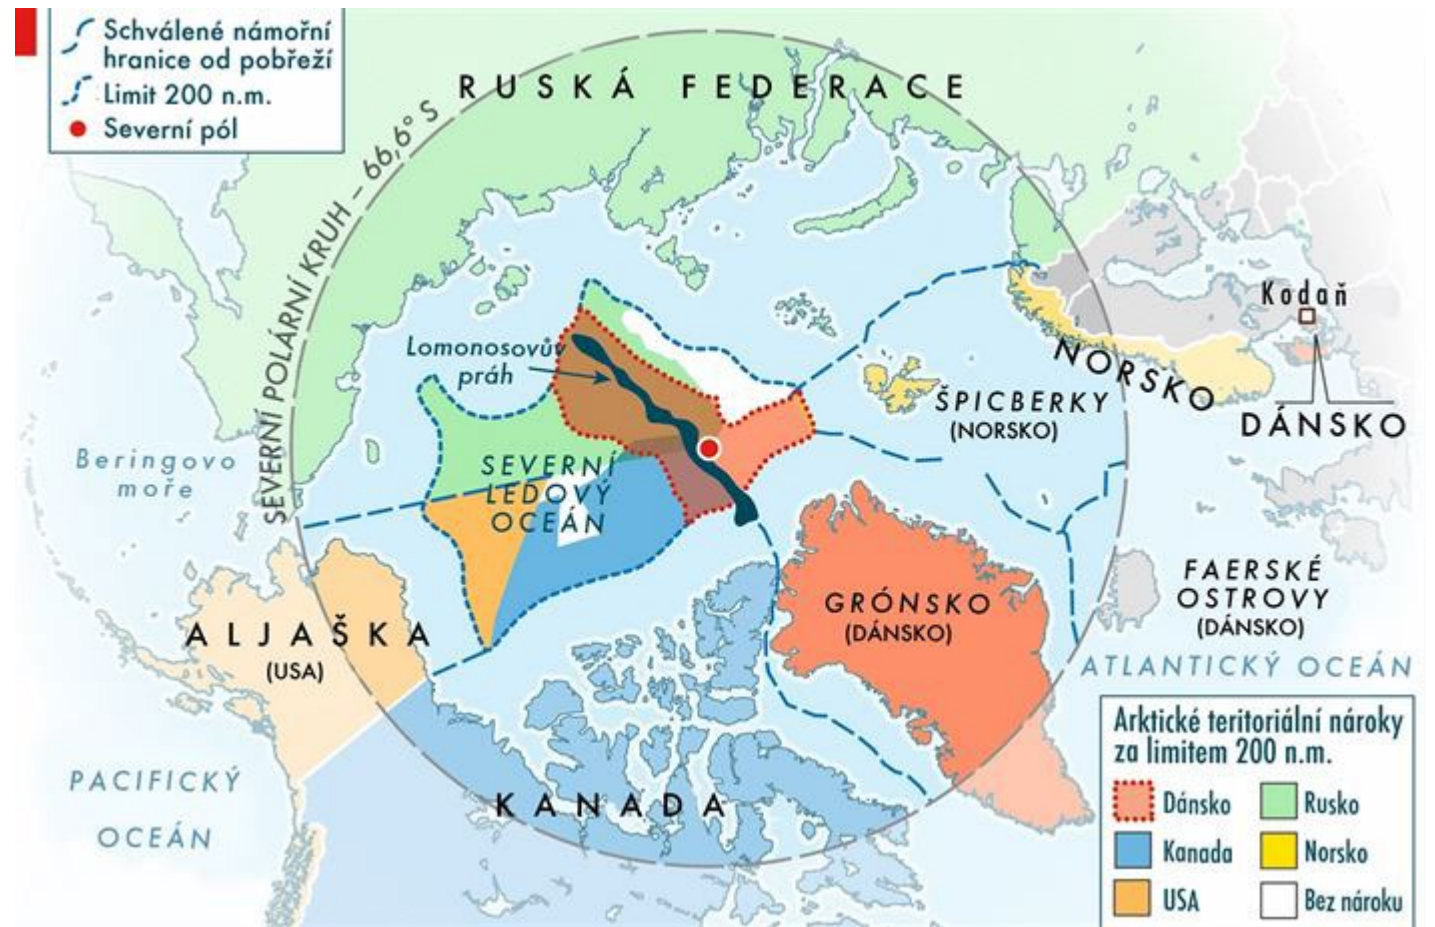 Schválené námořní
hranice od pobřeží
Limit 200 n.m.
Severní pól
RUSKÁ FEDERACE
SEVERNÍ POLÁRNÍ KRUH – 66,6° S
Lomonosovův
práh
Kodaň
NORSKO
ŠPICBERKY
(NORSKO)
DÁNSKO
Beringovo
moře
SEVERNÍ
LEDOVÝ
OCEÁN
ALJAŠKA
(USA)
GRÓNSKO
(DÁNSKO)
FAERSKÉ
OSTROVY
(DÁNSKO)
ATLANTICKÝ OCEÁN
PACIFICKÝ
OCEÁN
KANADA
Arktické teritoriální nároky
za limitem 200 n.m.
Dánsko
Rusko
Kanada
Norsko
USA
Bez nároku